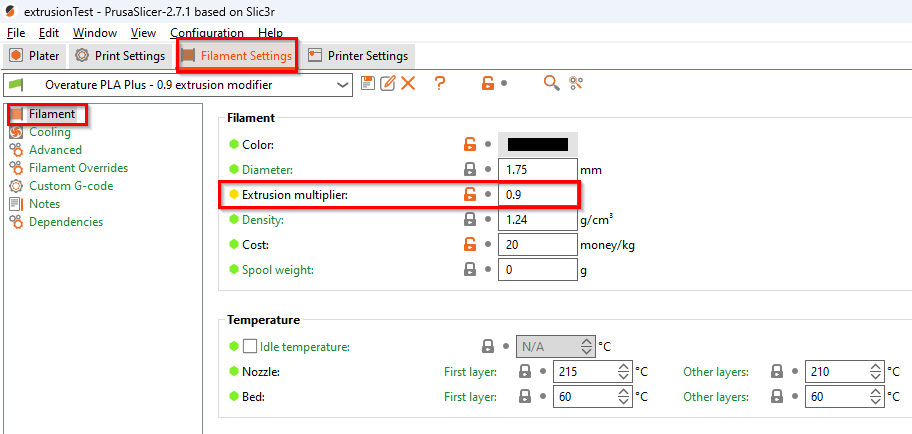 extrusionTest - PrusaSlicer-2.7.1 based on Slic3r
File Edit Window View Configuration Help
Plater Print Settings Filament Settings Printer Settings
Overature PLA Plus - 0.9 extrusion modifier
?
Filament
Cooling
Advanced
Filament Overrides
Custom G-code
Notes
Dependencies
Filament
Color:
Diameter: 1.75 mm
Extrusion multiplier: 0.9
Density: 1.24 g/cm³
Cost: 20 money/kg
Spool weight: 0 g
Temperature
Idle temperature: N/A °C
Nozzle: First layer: 215 °C Other layers: 210 °C
Bed: First layer: 60 °C Other layers: 60 °C